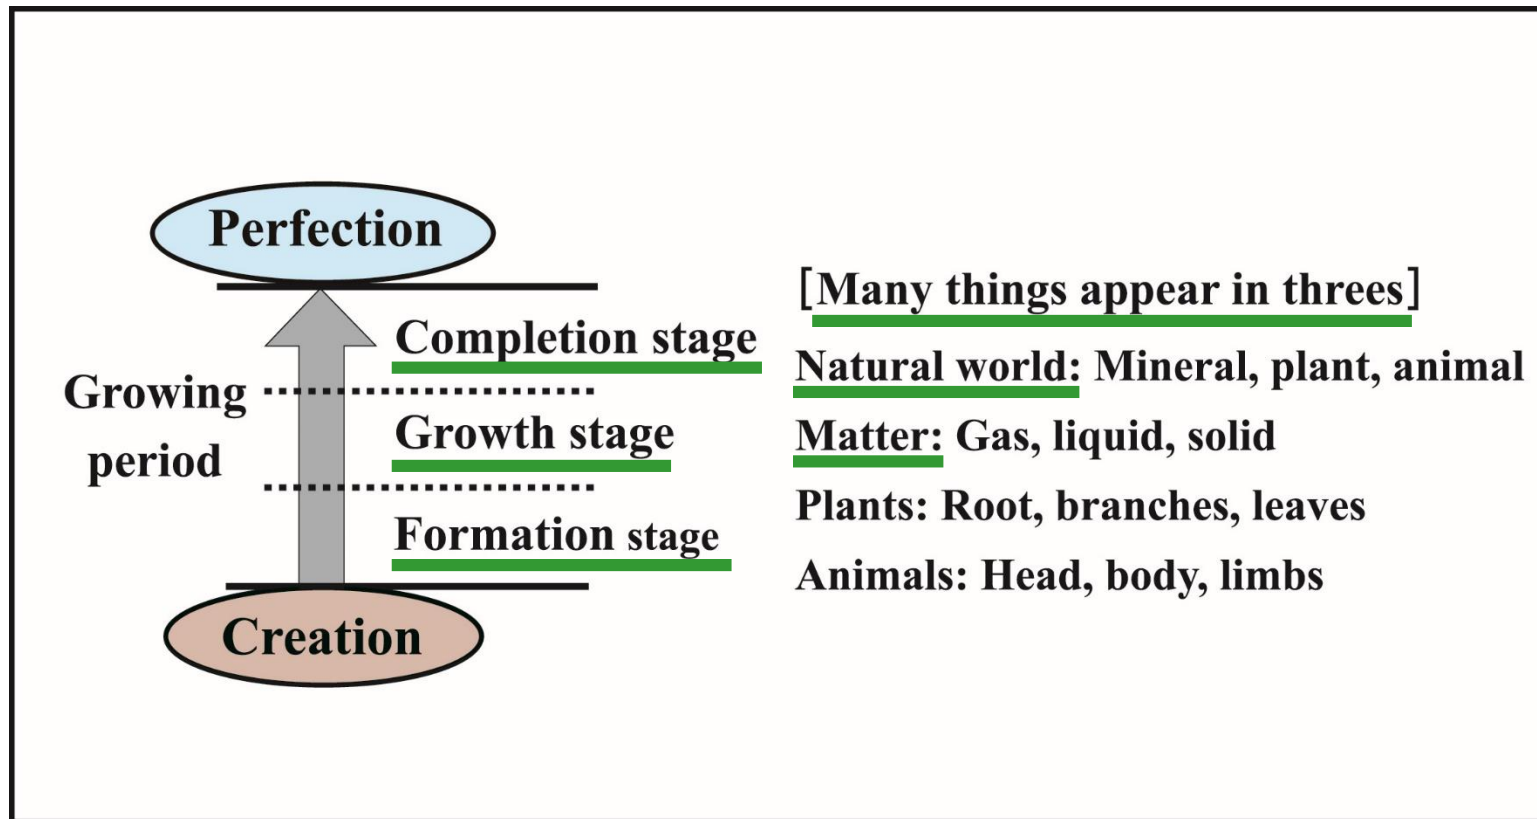 Perfection
Completion stage
Growing
period
Growth stage
Formation stage
Creation
[Many things appear in threes]
Natural world: Mineral, plant, animal
Matter: Gas, liquid, solid
Plants: Root, branches, leaves
Animals: Head, body, limbs